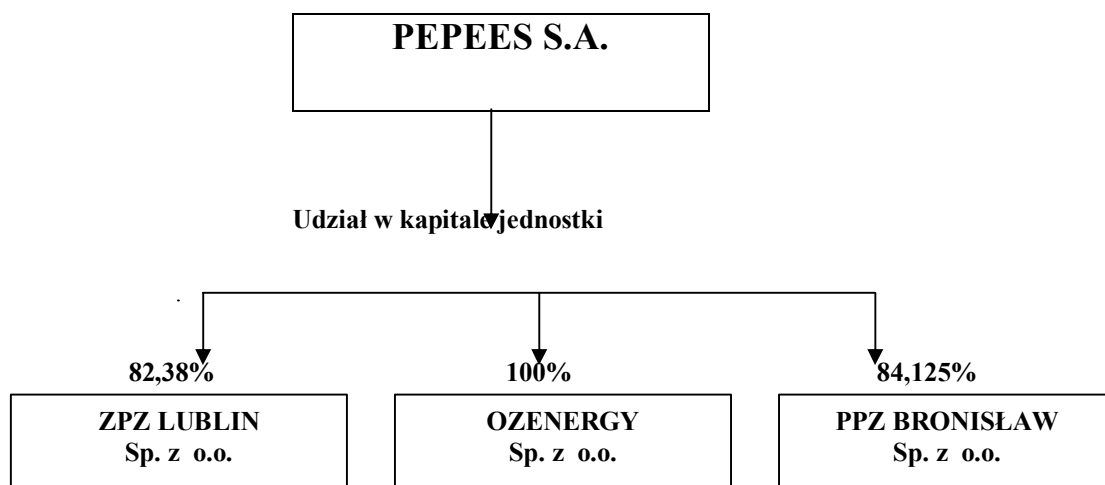 PEPEES S.A.
Udział w kapitale jednostki
82,38%
100%
84,125%
ZPZ LUBLIN
Sp. z o.o.
OZENERGY
Sp. z o.o.
PPZ BRONISŁAW
Sp. z o.o.